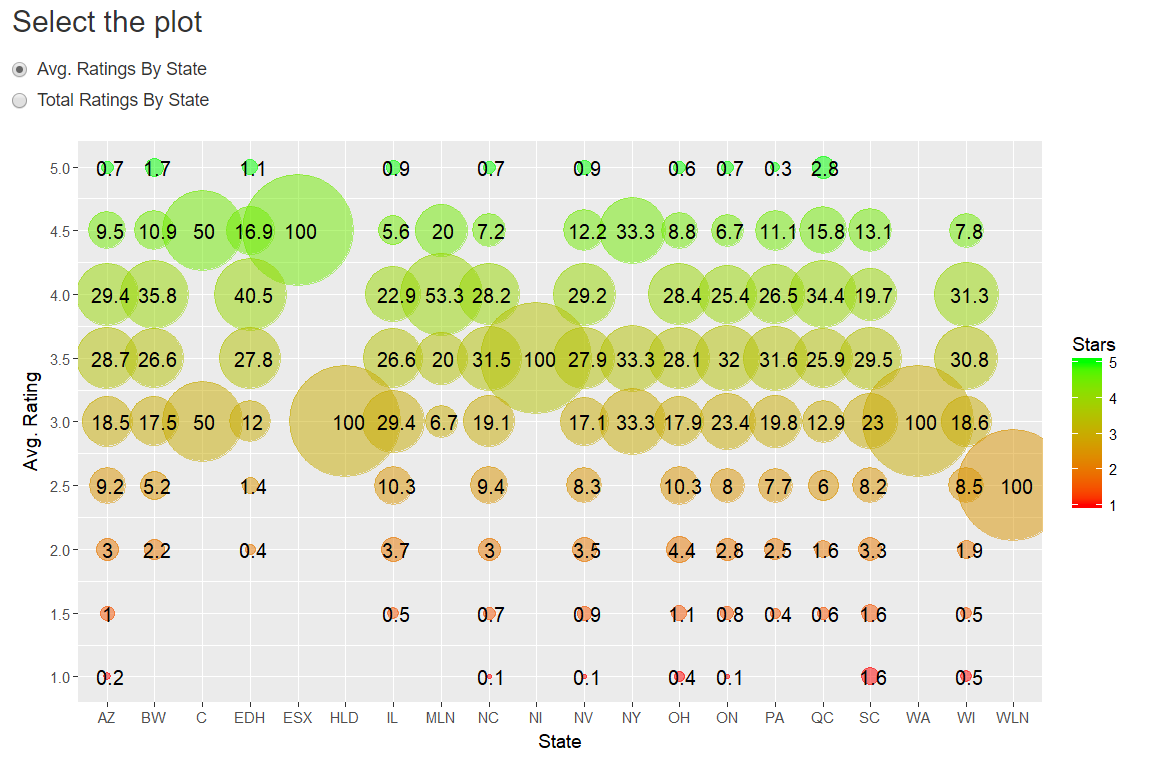 Select the plot
Avg. Ratings By State
Total Ratings By State
5.0 0.7 1.7 1.1 0.9 0.7 0.9 0.6 0.7 0.3 2.8
4.5 9.5 10.9 50 16.9 100 5.6 20 7.2 12.2 33.3 8.8 6.7 11.1 15.8 13.1 7.8
4.0 29.4 35.8 40.5 22.9 53.3 28.2 29.2 28.4 25.4 26.5 34.4 19.7 31.3
3.5 28.7 26.6 27.8 26.6 20 31.5 100 27.9 33.3 28.1 32 31.6 25.9 29.5 30.8
3.0 18.5 17.5 50 12 100 29.4 6.7 19.1 17.1 33.3 17.9 23.4 19.8 12.9 23 100 18.6
2.5 9.2 5.2 1.4 10.3 9.4 8.3 10.3 8 7.7 6 8.2 8.5 100
2.0 3 2.2 0.4 3.7 3 3.5 4.4 2.8 2.5 1.6 3.3 1.9
1.5 1 0.5 0.7 0.9 1.1 0.8 0.4 0.6 1.6 0.5
1.0 0.2 0.1 0.1 0.4 0.1 1.6 0.5
Avg. Rating
AZ BW C EDH ESX HLD IL MLN NC NI NV NY OH ON PA QC SC WA WI WLN
State
Stars
5
4
3
2
1